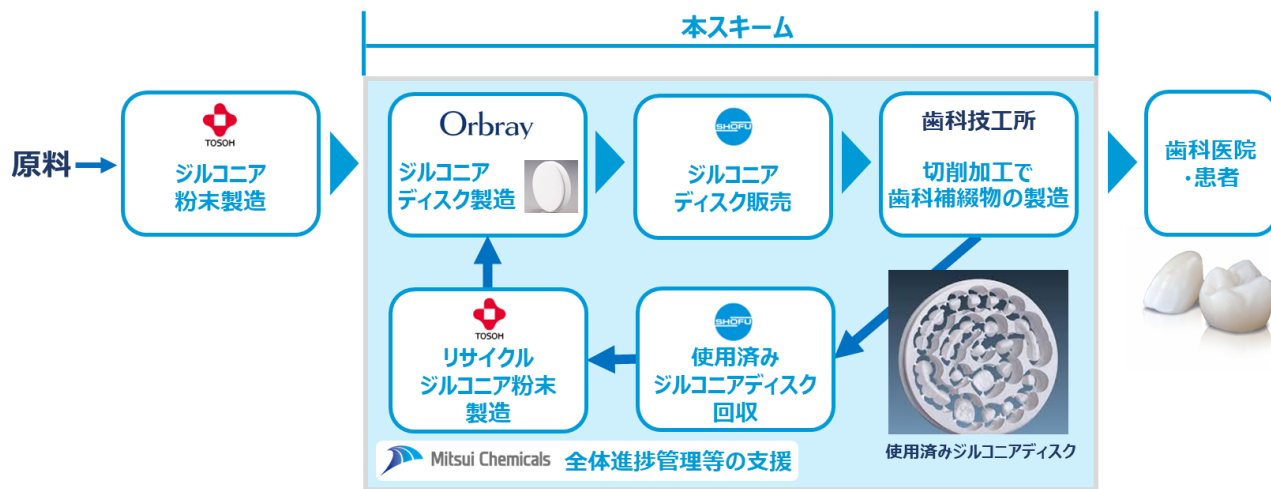 本スキーム
原料
TOSOH
ジルコニア
粉末製造
Orbray
ジルコニア
ディスク製造
SHOFU
ジルコニア
ディスク販売
歯科技工所
切削加工で
歯科補綴物の製造
歯科医院
・患者
TOSOH
リサイクル
ジルコニア粉末
製造
SHOFU
使用済み
ジルコニアディスク
回収
使用済みジルコニアディスク
Mitsui Chemicals 全体進捗管理等の支援